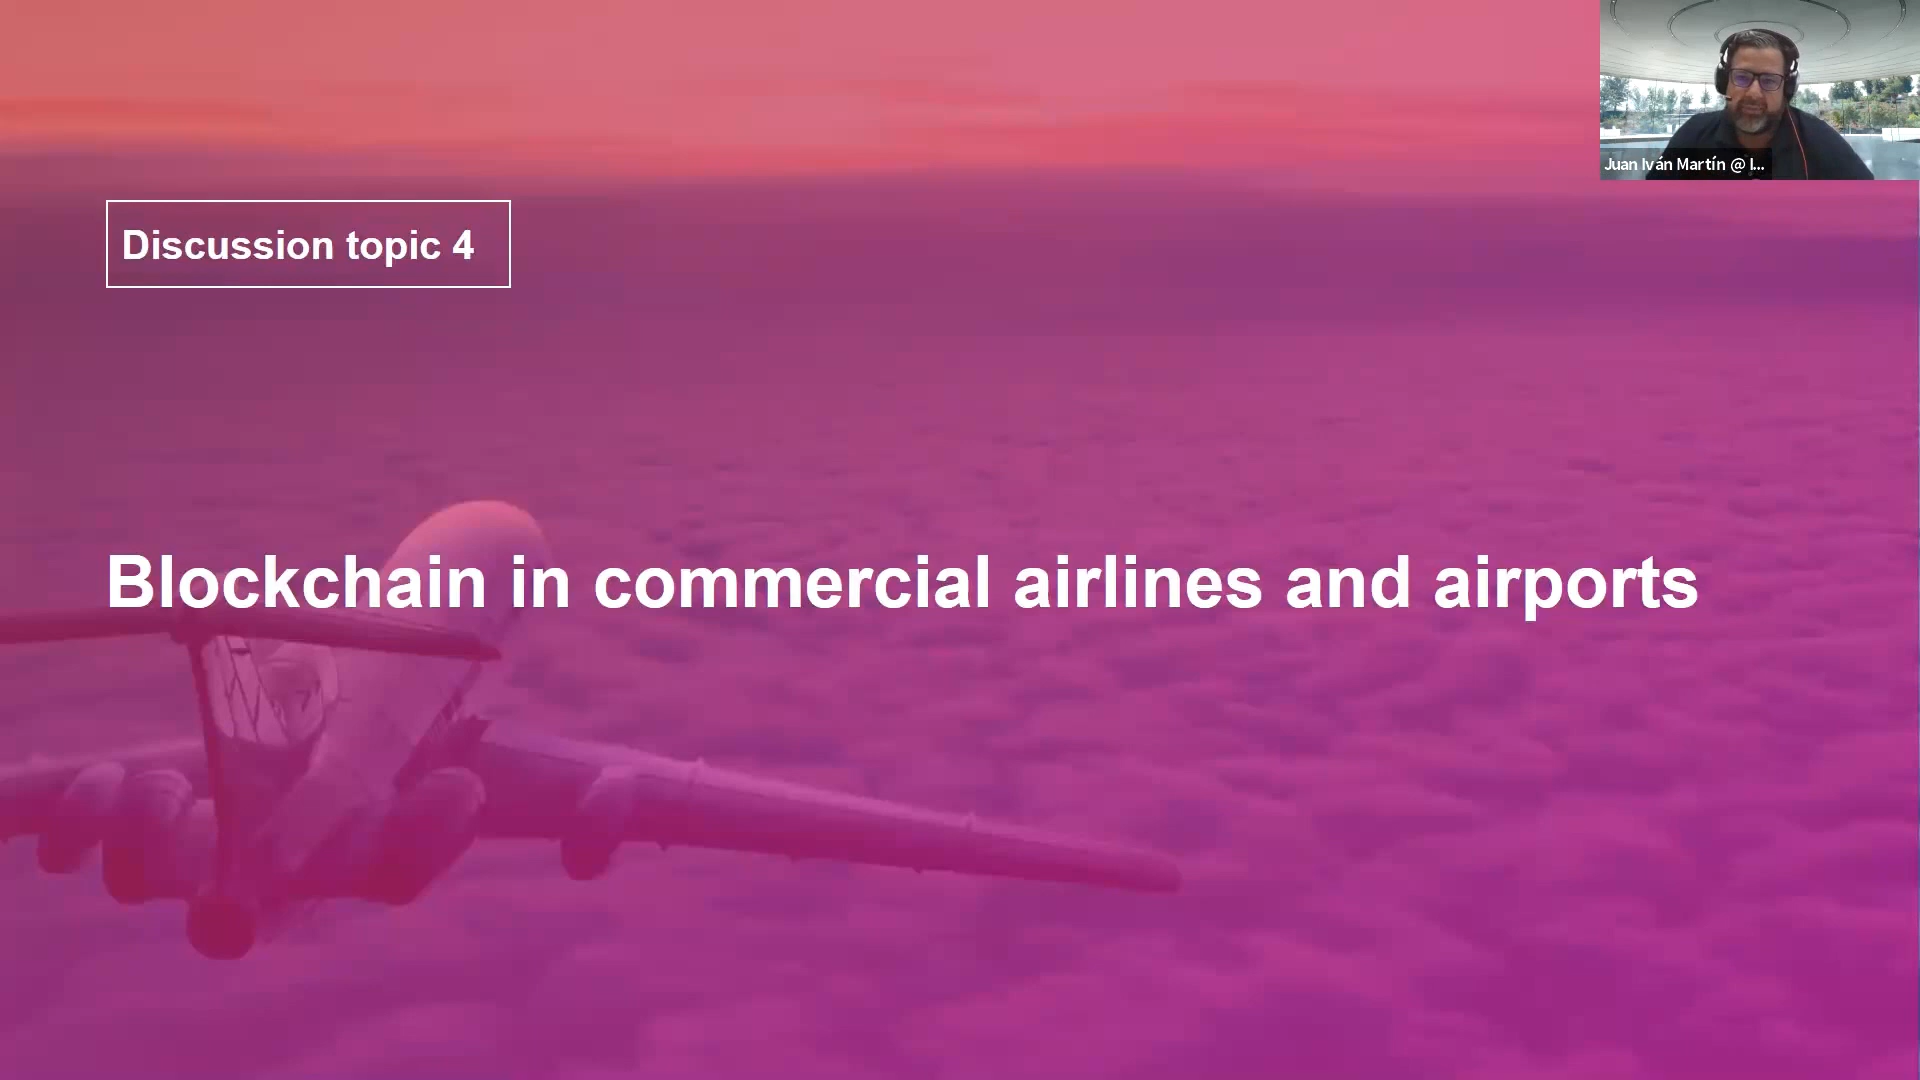 Juan Iván Martín @ I...
Discussion topic 4
Blockchain in commercial airlines and airports